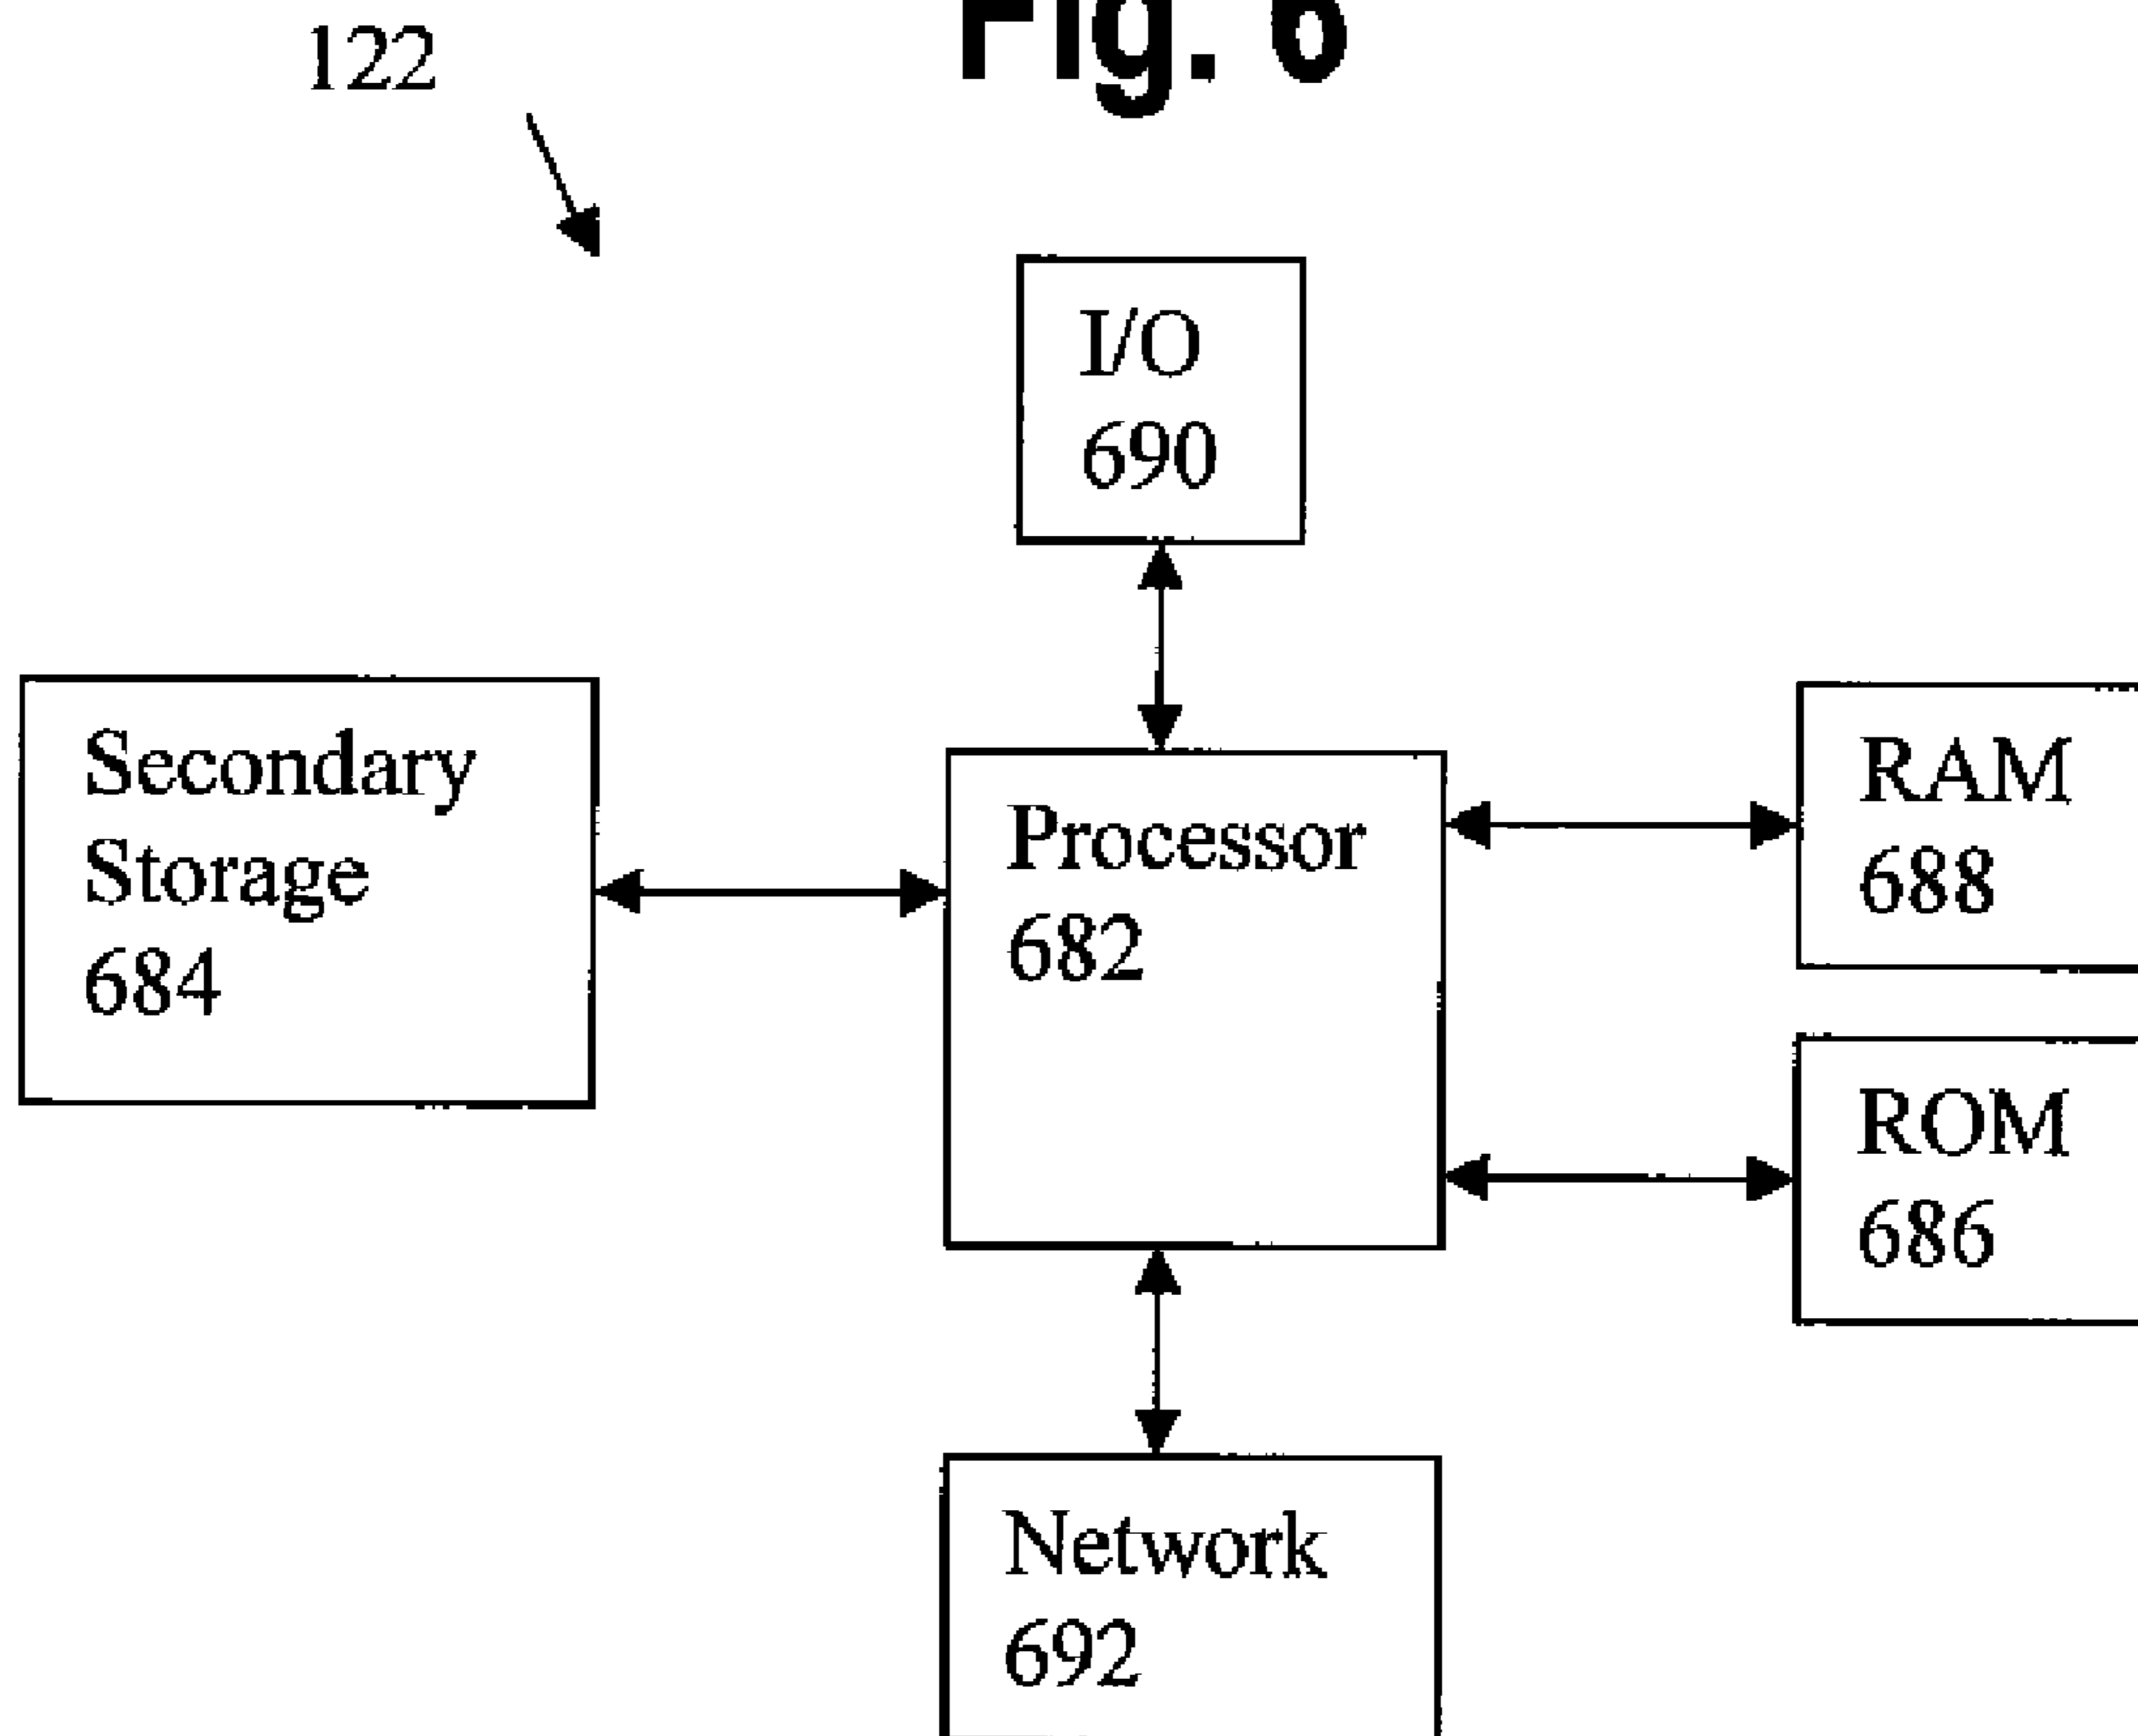 Fig. 6
122
I/O
690
Secondary
Storage
684
Processor
682
RAM
688
ROM
686
Network
692